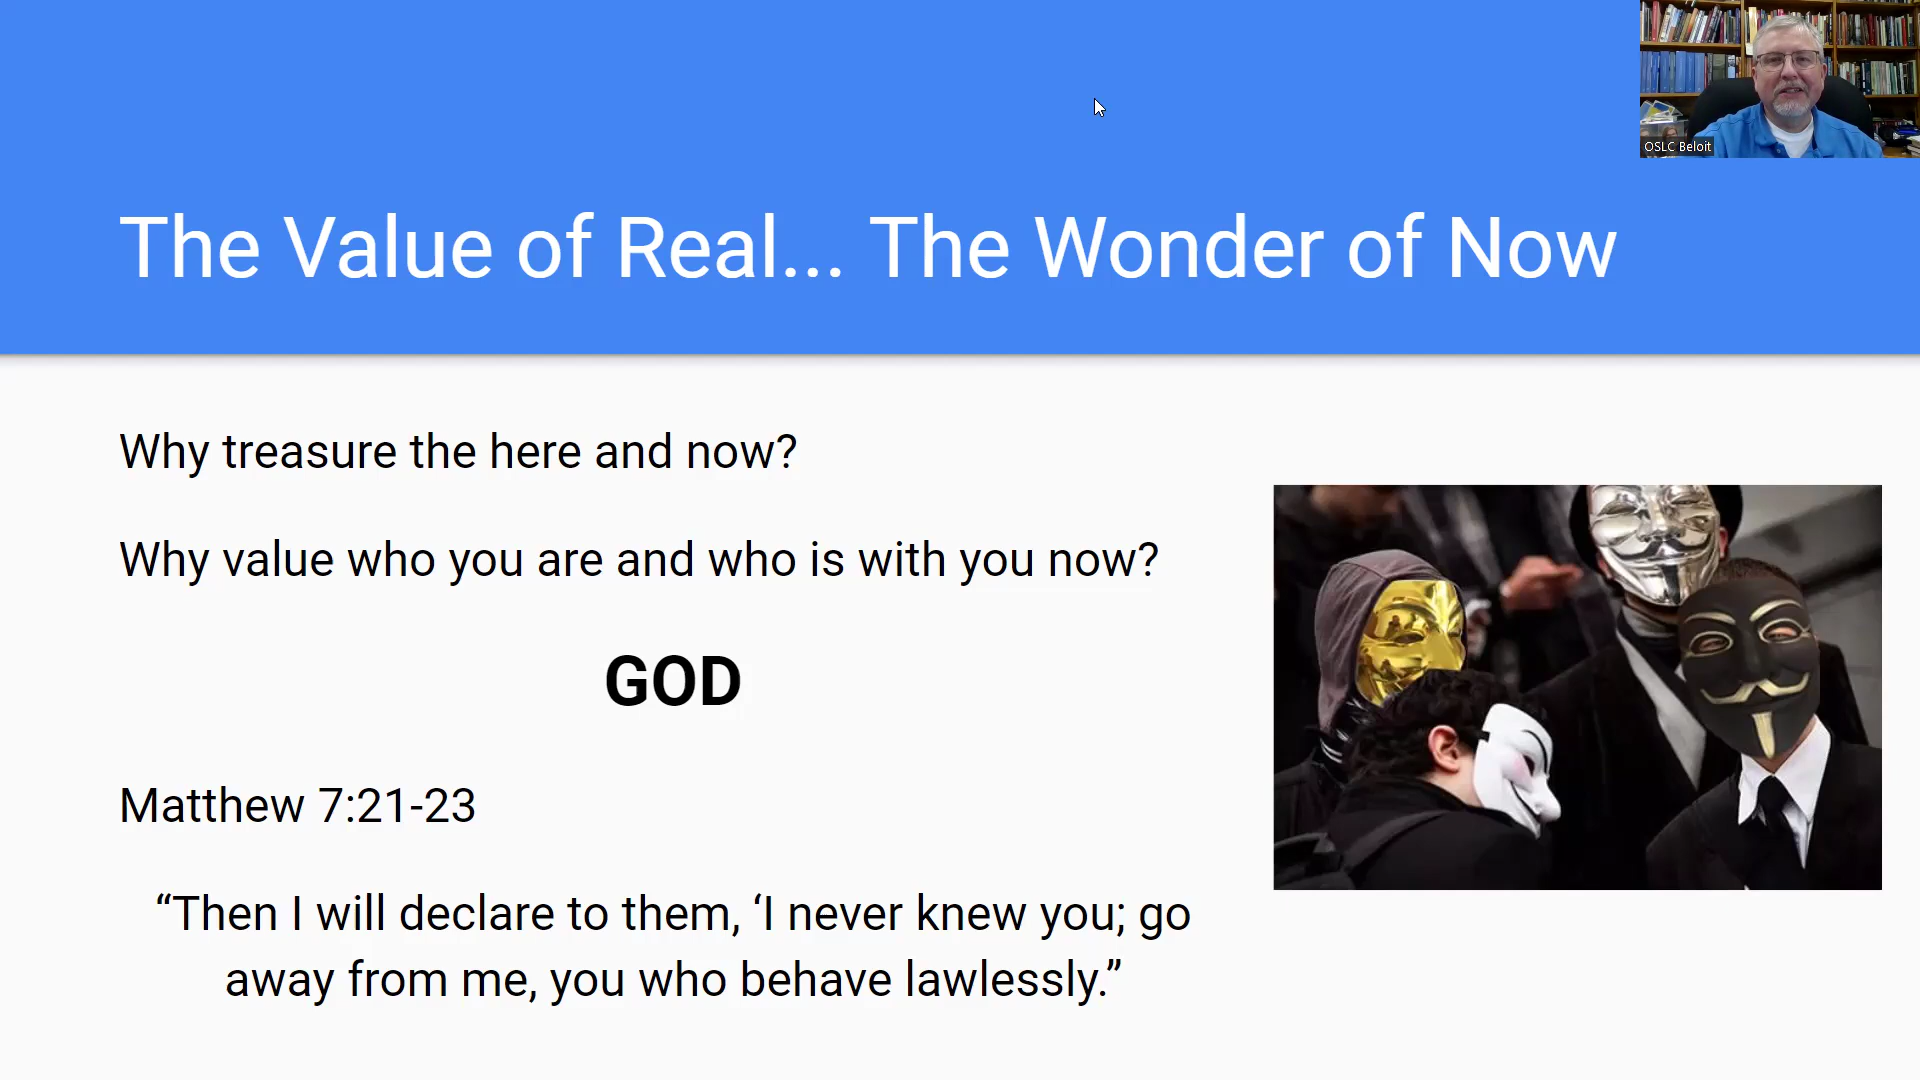 OSLC Beloit
The Value of Real... The Wonder of Now
Why treasure the here and now?
Why value who you are and who is with you now?
GOD
Matthew 7:21-23
“Then I will declare to them, ‘I never knew you; go
away from me, you who behave lawlessly.”